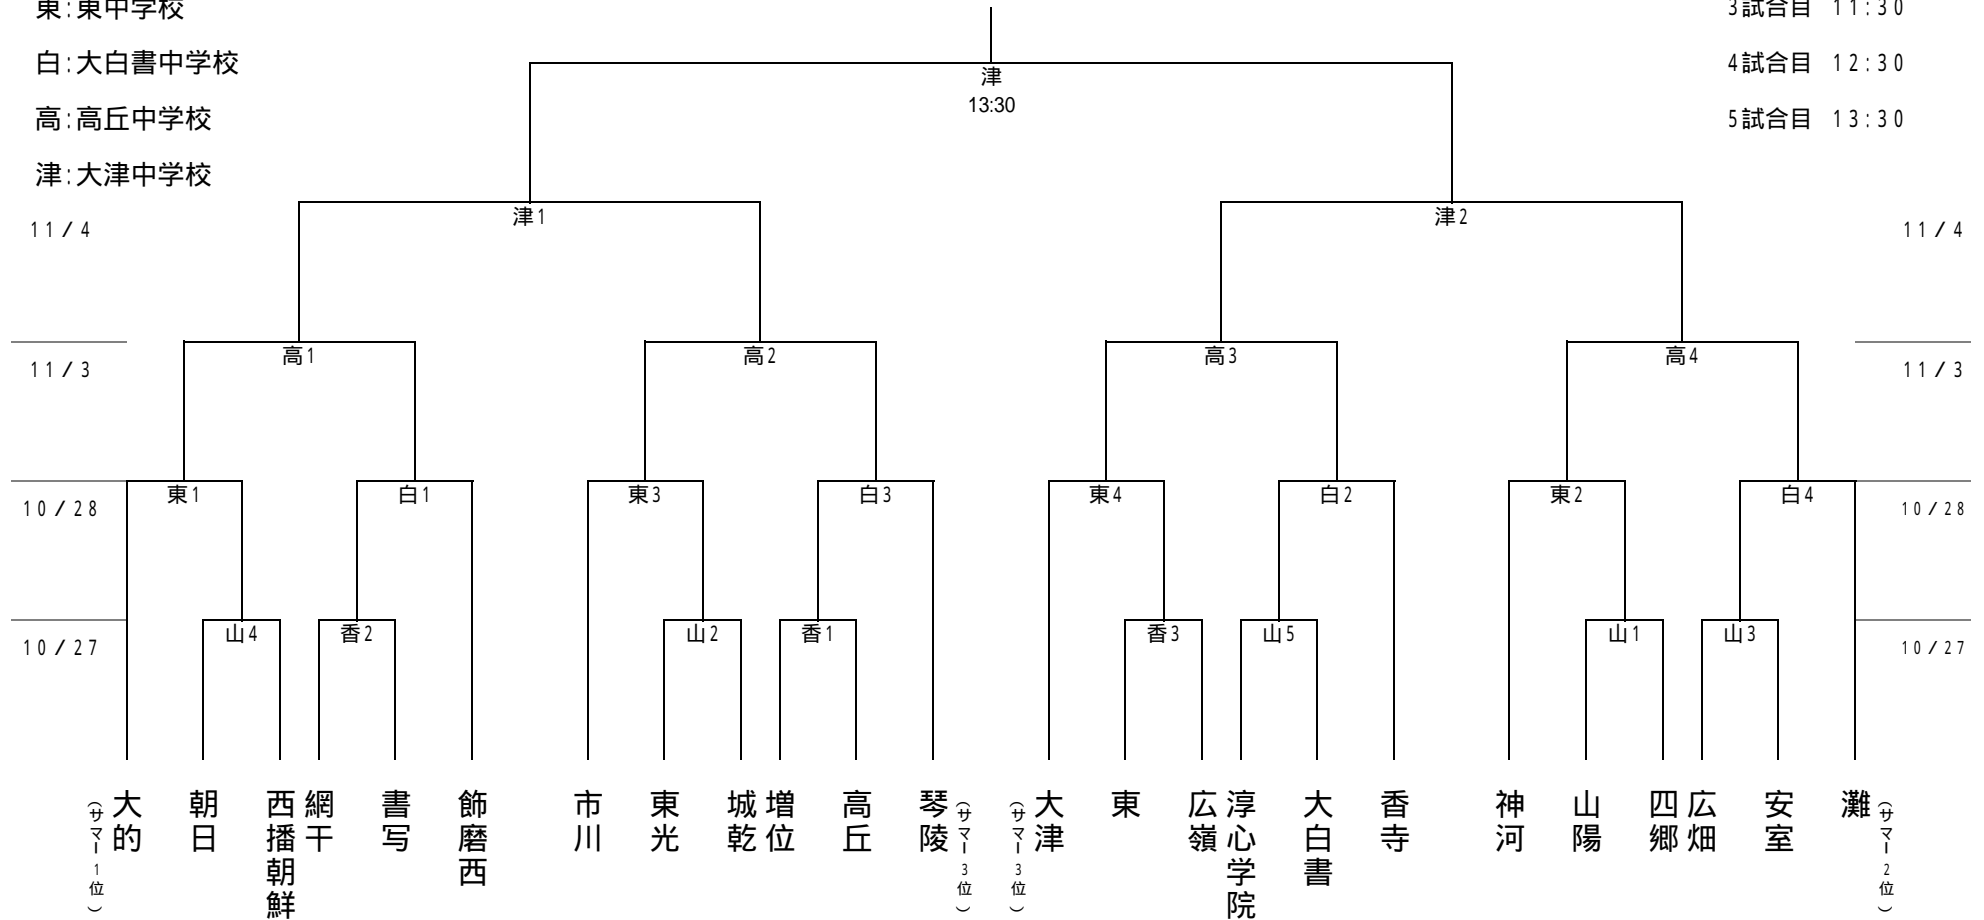 東:東中学校
3試合目 11:30
白:大白書中学校
4試合目 12:30
津
13:30
高:高丘中学校
5試合目 13:30
津:大津中学校
津1
津2
11/4
11/4
高1
高2
高3
高4
11/3
11/3
東1
白1
東3
白3
東4
白2
東2
白4
10/28
10/28
山4
香2
山2
香1
香3
山5
山1
山3
10/27
10/27
(サマー1位)
大的
朝日
西播朝鮮
網干
書写
飾磨西
市川
東光
城乾
増位
高丘
琴陵
(サマー3位)
(サマー3位)
大津
東
広嶺
淳心学院
大白書
香寺
神河
山陽
四郷
広畑
安室
灘
(サマー2位)